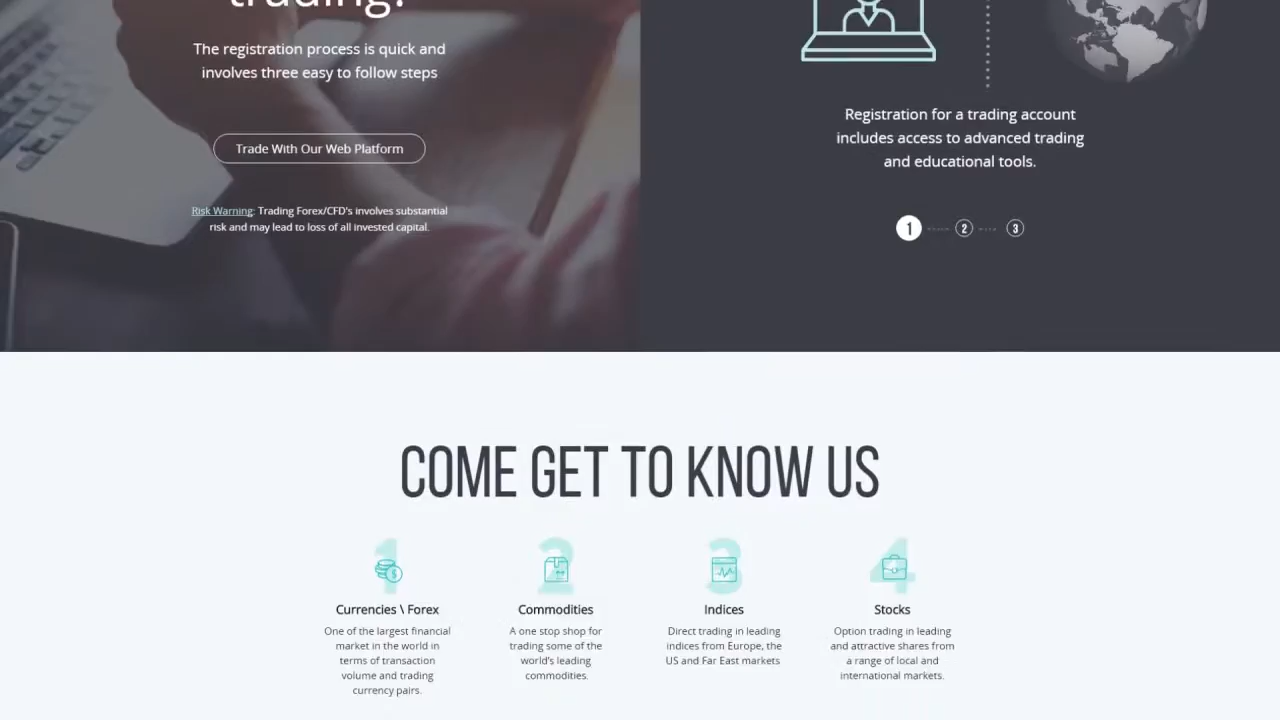 trading?
The registration process is quick and
involves three easy to follow steps
Trade With Our Web Platform
Risk Warning: Trading Forex/CFD's involves substantial
risk and may lead to loss of all invested capital.
Registration for a trading account
includes access to advanced trading
and educational tools.
1 2 3
COME GET TO KNOW US
1
Currencies \ Forex
One of the largest financial
market in the world in
terms of transaction
volume and trading
currency pairs.
2
Commodities
A one stop shop for
trading some of the
world's leading
commodities.
3
Indices
Direct trading in leading
indices from Europe, the
US and Far East markets
4
Stocks
Option trading in leading
and attractive shares from
a range of local and
international markets.